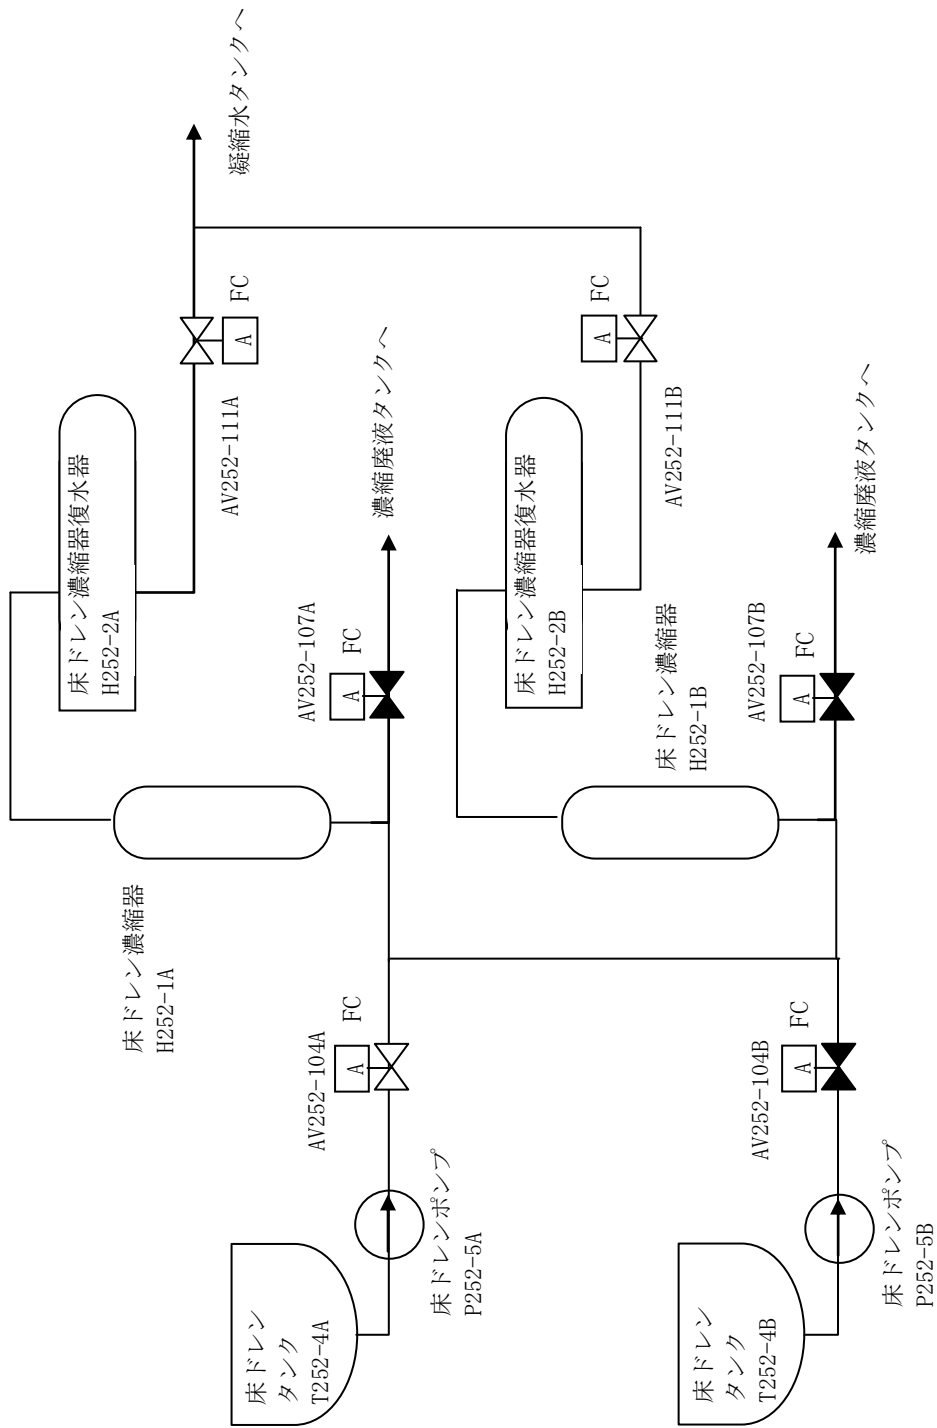 床ドレン
タンク
T252-4A
床ドレンポンプ
P252-5A
AV252-104A
A
FC
床ドレン濃縮器
H252-1A
床ドレン濃縮器復水器
H252-2A
AV252-107A
A
FC
濃縮廃液タンクへ
AV252-111A
A
FC
凝縮水タンクへ
床ドレン
タンク
T252-4B
床ドレンポンプ
P252-5B
AV252-104B
A
FC
床ドレン濃縮器
H252-1B
床ドレン濃縮器復水器
H252-2B
AV252-107B
A
FC
濃縮廃液タンクへ
AV252-111B
A
FC